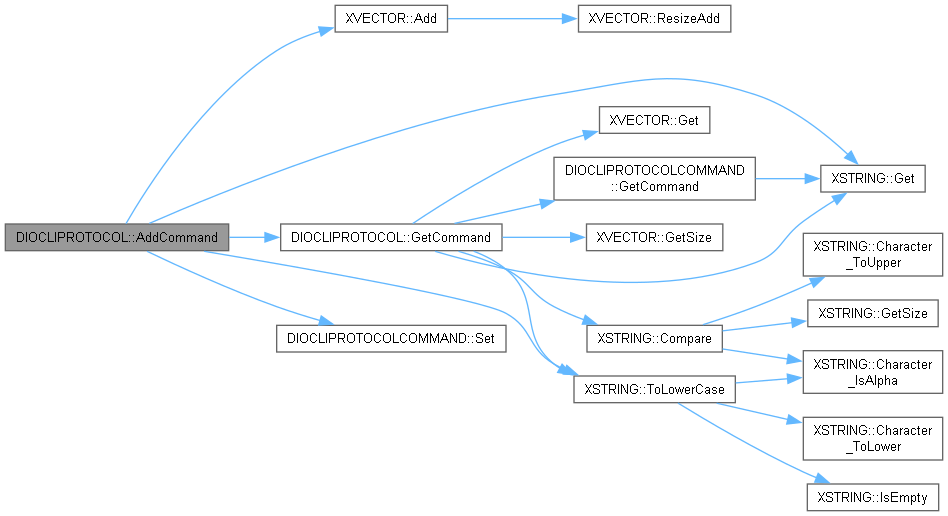 XVECTOR::Add
XVECTOR::ResizeAdd
XVECTOR::Get
DIOCLIPROTOCOLCOMMAND
::GetCommand
XSTRING::Get
DIOCLIPROTOCOL::AddCommand
DIOCLIPROTOCOL::GetCommand
XVECTOR::GetSize
XSTRING::Character
_ToUpper
XSTRING::GetSize
DIOCLIPROTOCOLCOMMAND::Set
XSTRING::Compare
XSTRING::Character
_IsAlpha
XSTRING::ToLowerCase
XSTRING::Character
_ToLower
XSTRING::IsEmpty